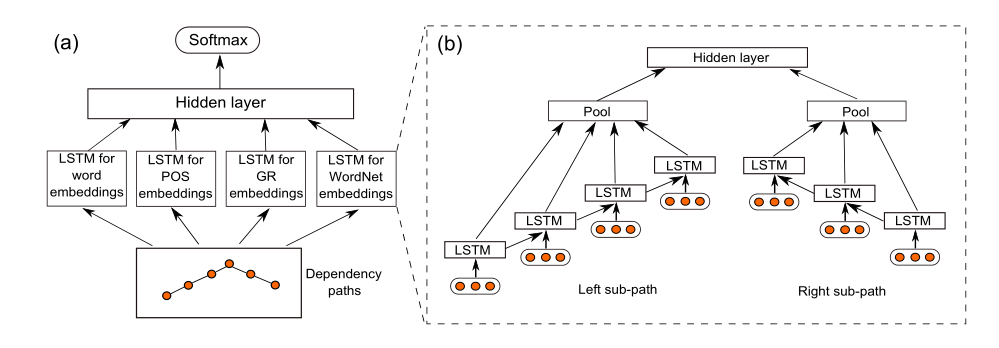 (a)
Softmax
Hidden layer
LSTM for
word
embeddings
LSTM for
POS
embeddings
LSTM for
GR
embeddings
LSTM for
WordNet
embeddings
Dependency
paths
(b)
Hidden layer
Pool
Pool
LSTM
LSTM
LSTM
LSTM
LSTM
LSTM
LSTM
Left sub-path
Right sub-path